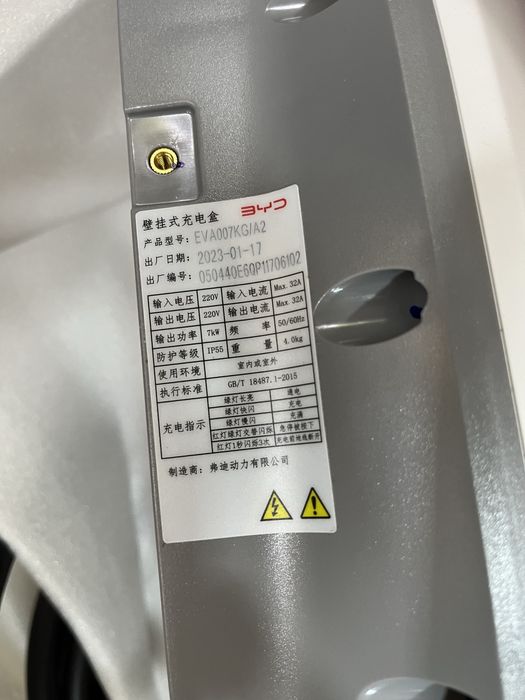 壁挂式充电盒 BYD
产品型号: EVA007KG/A2
出厂日期: 2023-01-17
出厂编号: 050440E6QP11706102
输入电压 220V 输入电流 Max.32A
输出电压 220V 输出电流 Max.32A
输出功率 7kW 频率 50/60Hz
防护等级 IP55 重量 4.0kg
使用环境 室内或室外
执行标准 GB/T 18487.1-2015
充电指示 绿灯长亮 通电
绿灯快闪 充电
绿灯慢闪 充满
红灯绿灯交替闪烁 急停被按下
红灯1秒闪烁3次 充电前地线断开
制造商: 弗迪动力有限公司